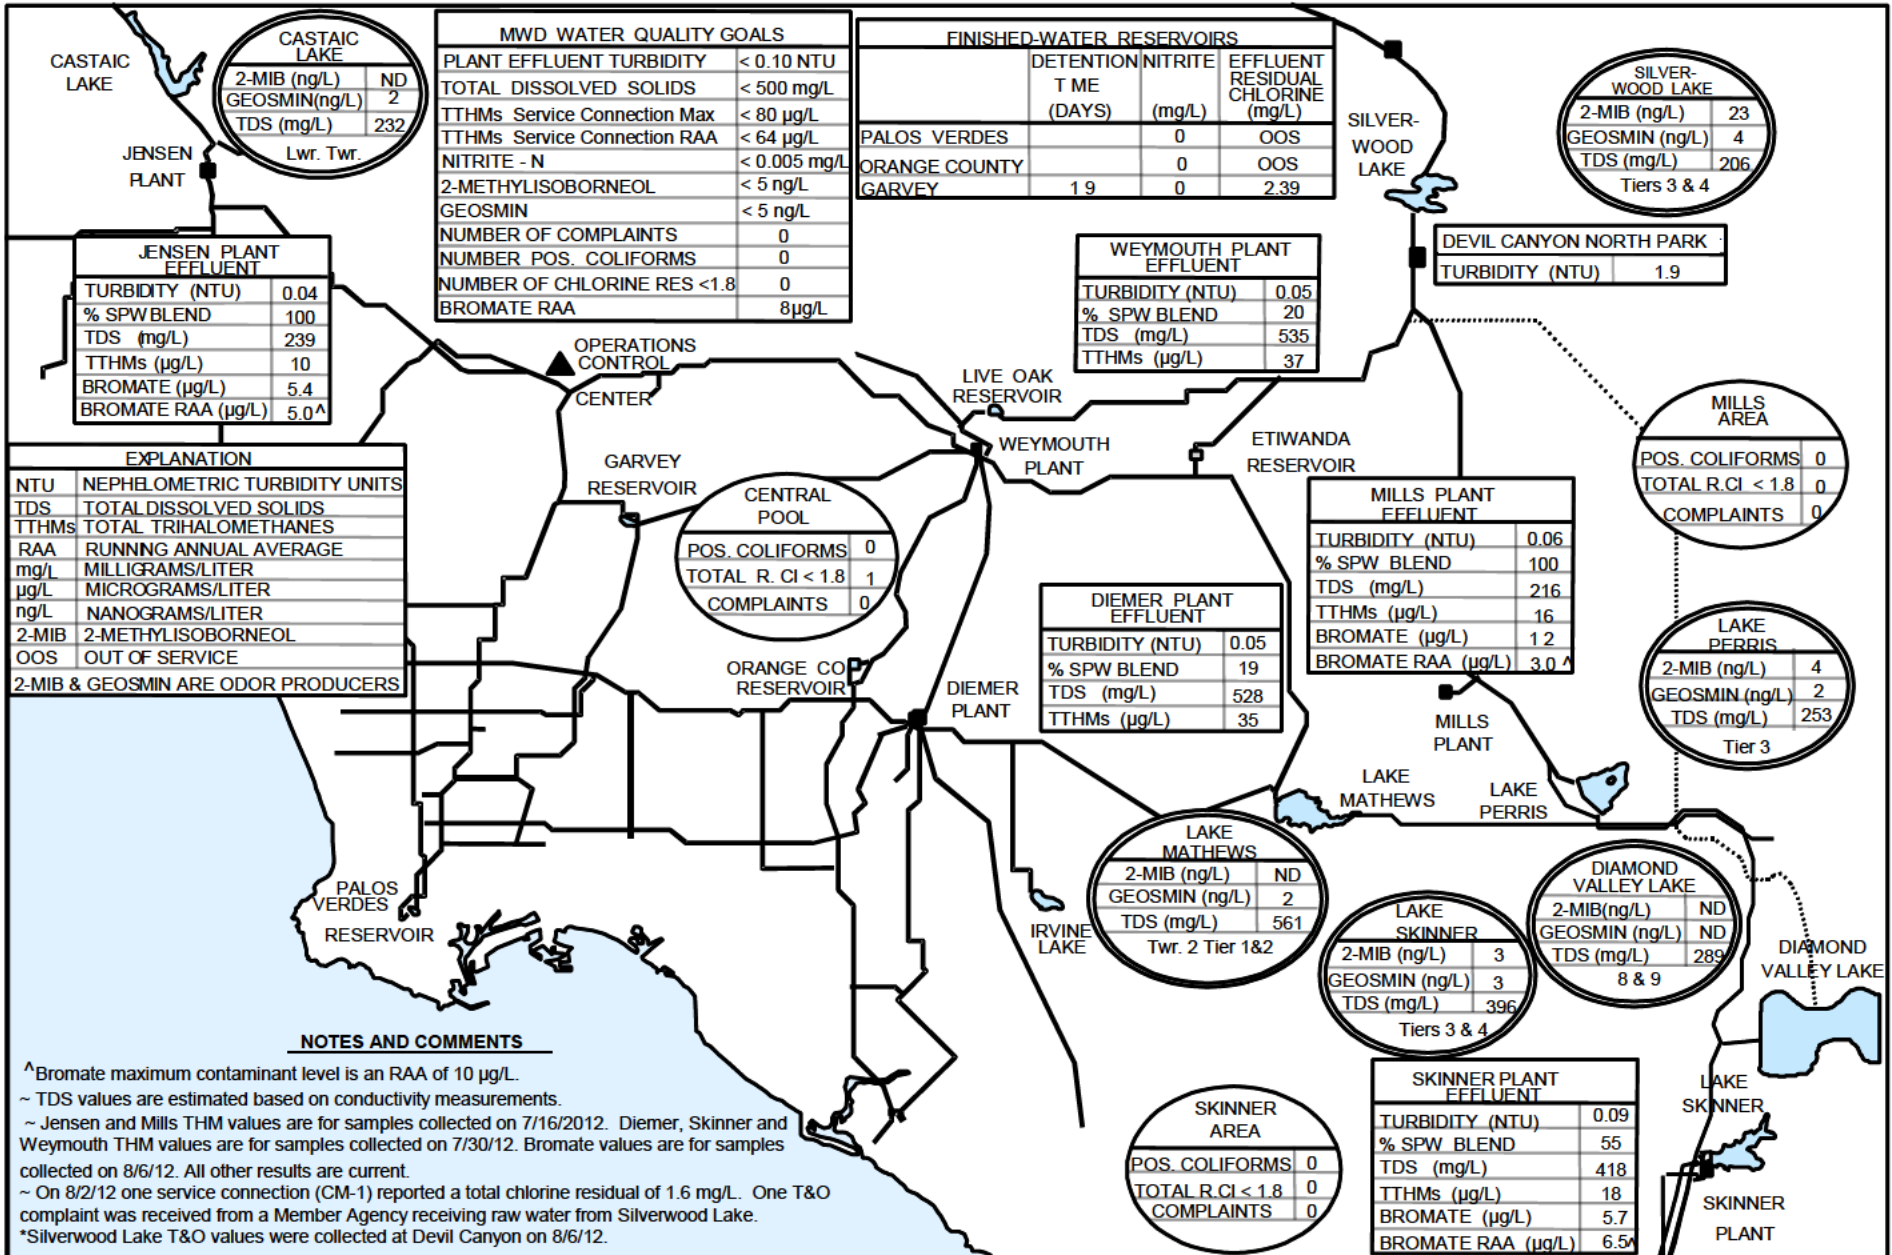 CASTAIC
LAKE
CASTAIC
LAKE
2-MIB (ng/L) ND
GEOSMIN(ng/L) 2
TDS (mg/L) 232
Lwr. Twr.
JENSEN
PLANT
MWD WATER QUALITY GOALS
PLANT EFFLUENT TURBIDITY < 0.10 NTU
TOTAL DISSOLVED SOLIDS < 500 mg/L
TTHMs Service Connection Max < 80 µg/L
TTHMs Service Connection RAA < 64 µg/L
NITRITE - N < 0.005 mg/L
2-METHYLISOBORNEOL < 5 ng/L
GEOSMIN < 5 ng/L
NUMBER OF COMPLAINTS 0
NUMBER POS. COLIFORMS 0
NUMBER OF CHLORINE RES <1.8 0
BROMATE RAA 8µg/L
FINISHED-WATER RESERVOIRS
DETENTION NITRITE EFFLUENT
RESIDUAL
T ME CHLORINE
(DAYS) (mg/L) (mg/L)
PALOS VERDES 0 OOS
ORANGE COUNTY 0 OOS
GARVEY 1 9 0 2.39
SILVER-
WOOD
LAKE
SILVER-
WOOD LAKE
2-MIB (ng/L) 23
GEOSMIN (ng/L) 4
TDS (mg/L) 206
Tiers 3 & 4
DEVIL CANYON NORTH PARK
TURBIDITY (NTU) 1.9
JENSEN PLANT
EFFLUENT
TURBIDITY (NTU) 0.04
% SPW BLEND 100
TDS (mg/L) 239
TTHMs (µg/L) 10
BROMATE (µg/L) 5.4
BROMATE RAA (µg/L) 5.0^
WEYMOUTH PLANT
EFFLUENT
TURBIDITY (NTU) 0.05
% SPW BLEND 20
TDS (mg/L) 535
TTHMs (µg/L) 37
OPERATIONS
CONTROL
CENTER
LIVE OAK
RESERVOIR
WEYMOUTH
PLANT
ETIWANDA
RESERVOIR
GARVEY
RESERVOIR
MILLS
AREA
POS. COLIFORMS 0
TOTAL R.Cl < 1.8 0
COMPLAINTS 0
EXPLANATION
NTU NEPHELOMETRIC TURBIDITY UNITS
TDS TOTAL DISSOLVED SOLIDS
TTHMs TOTAL TRIHALOMETHANES
RAA RUNNING ANNUAL AVERAGE
mg/L MILLIGRAMS/LITER
µg/L MICROGRAMS/LITER
ng/L NANOGRAMS/LITER
2-MIB 2-METHYLISOBORNEOL
OOS OUT OF SERVICE
2-MIB & GEOSMIN ARE ODOR PRODUCERS
CENTRAL
POOL
POS. COLIFORMS 0
TOTAL R. Cl < 1.8 1
COMPLAINTS 0
MILLS PLANT
EFFLUENT
TURBIDITY (NTU) 0.06
% SPW BLEND 100
TDS (mg/L) 216
TTHMs (µg/L) 16
BROMATE (µg/L) 1 2
BROMATE RAA (µg/L) 3.0 ^
DIEMER PLANT
EFFLUENT
TURBIDITY (NTU) 0.05
% SPW BLEND 19
TDS (mg/L) 528
TTHMs (µg/L) 35
LAKE
PERRIS
2-MIB (ng/L) 4
GEOSMIN (ng/L) 2
TDS (mg/L) 253
Tier 3
ORANGE CO
RESERVOIR
DIEMER
PLANT
MILLS
PLANT
LAKE
MATHEWS
LAKE
PERRIS
LAKE
MATHEWS
2-MIB (ng/L) ND
GEOSMIN (ng/L) 2
TDS (mg/L) 561
Twr. 2 Tier 1&2
DIAMOND
VALLEY LAKE
2-MIB(ng/L) ND
GEOSMIN (ng/L) ND
TDS (mg/L) 289
8 & 9
LAKE
SKINNER
2-MIB (ng/L) 3
GEOSMIN (ng/L) 3
TDS (mg/L) 396
Tiers 3 & 4
PALOS
VERDES
RESERVOIR
IRVINE
LAKE
DIAMOND
VALLEY LAKE
NOTES AND COMMENTS
^Bromate maximum contaminant level is an RAA of 10 µg/L.
~ TDS values are estimated based on conductivity measurements.
~ Jensen and Mills THM values are for samples collected on 7/16/2012. Diemer, Skinner and
Weymouth THM values are for samples collected on 7/30/12. Bromate values are for samples
collected on 8/6/12. All other results are current.
~ On 8/2/12 one service connection (CM-1) reported a total chlorine residual of 1.6 mg/L. One T&O
complaint was received from a Member Agency receiving raw water from Silverwood Lake.
*Silverwood Lake T&O values were collected at Devil Canyon on 8/6/12.
SKINNER
AREA
POS. COLIFORMS 0
TOTAL R.Cl < 1.8 0
COMPLAINTS 0
SKINNER PLANT
EFFLUENT
TURBIDITY (NTU) 0.09
% SPW BLEND 55
TDS (mg/L) 418
TTHMs (µg/L) 18
BROMATE (µg/L) 5.7
BROMATE RAA (µg/L) 6.5^
LAKE
SKINNER
SKINNER
PLANT